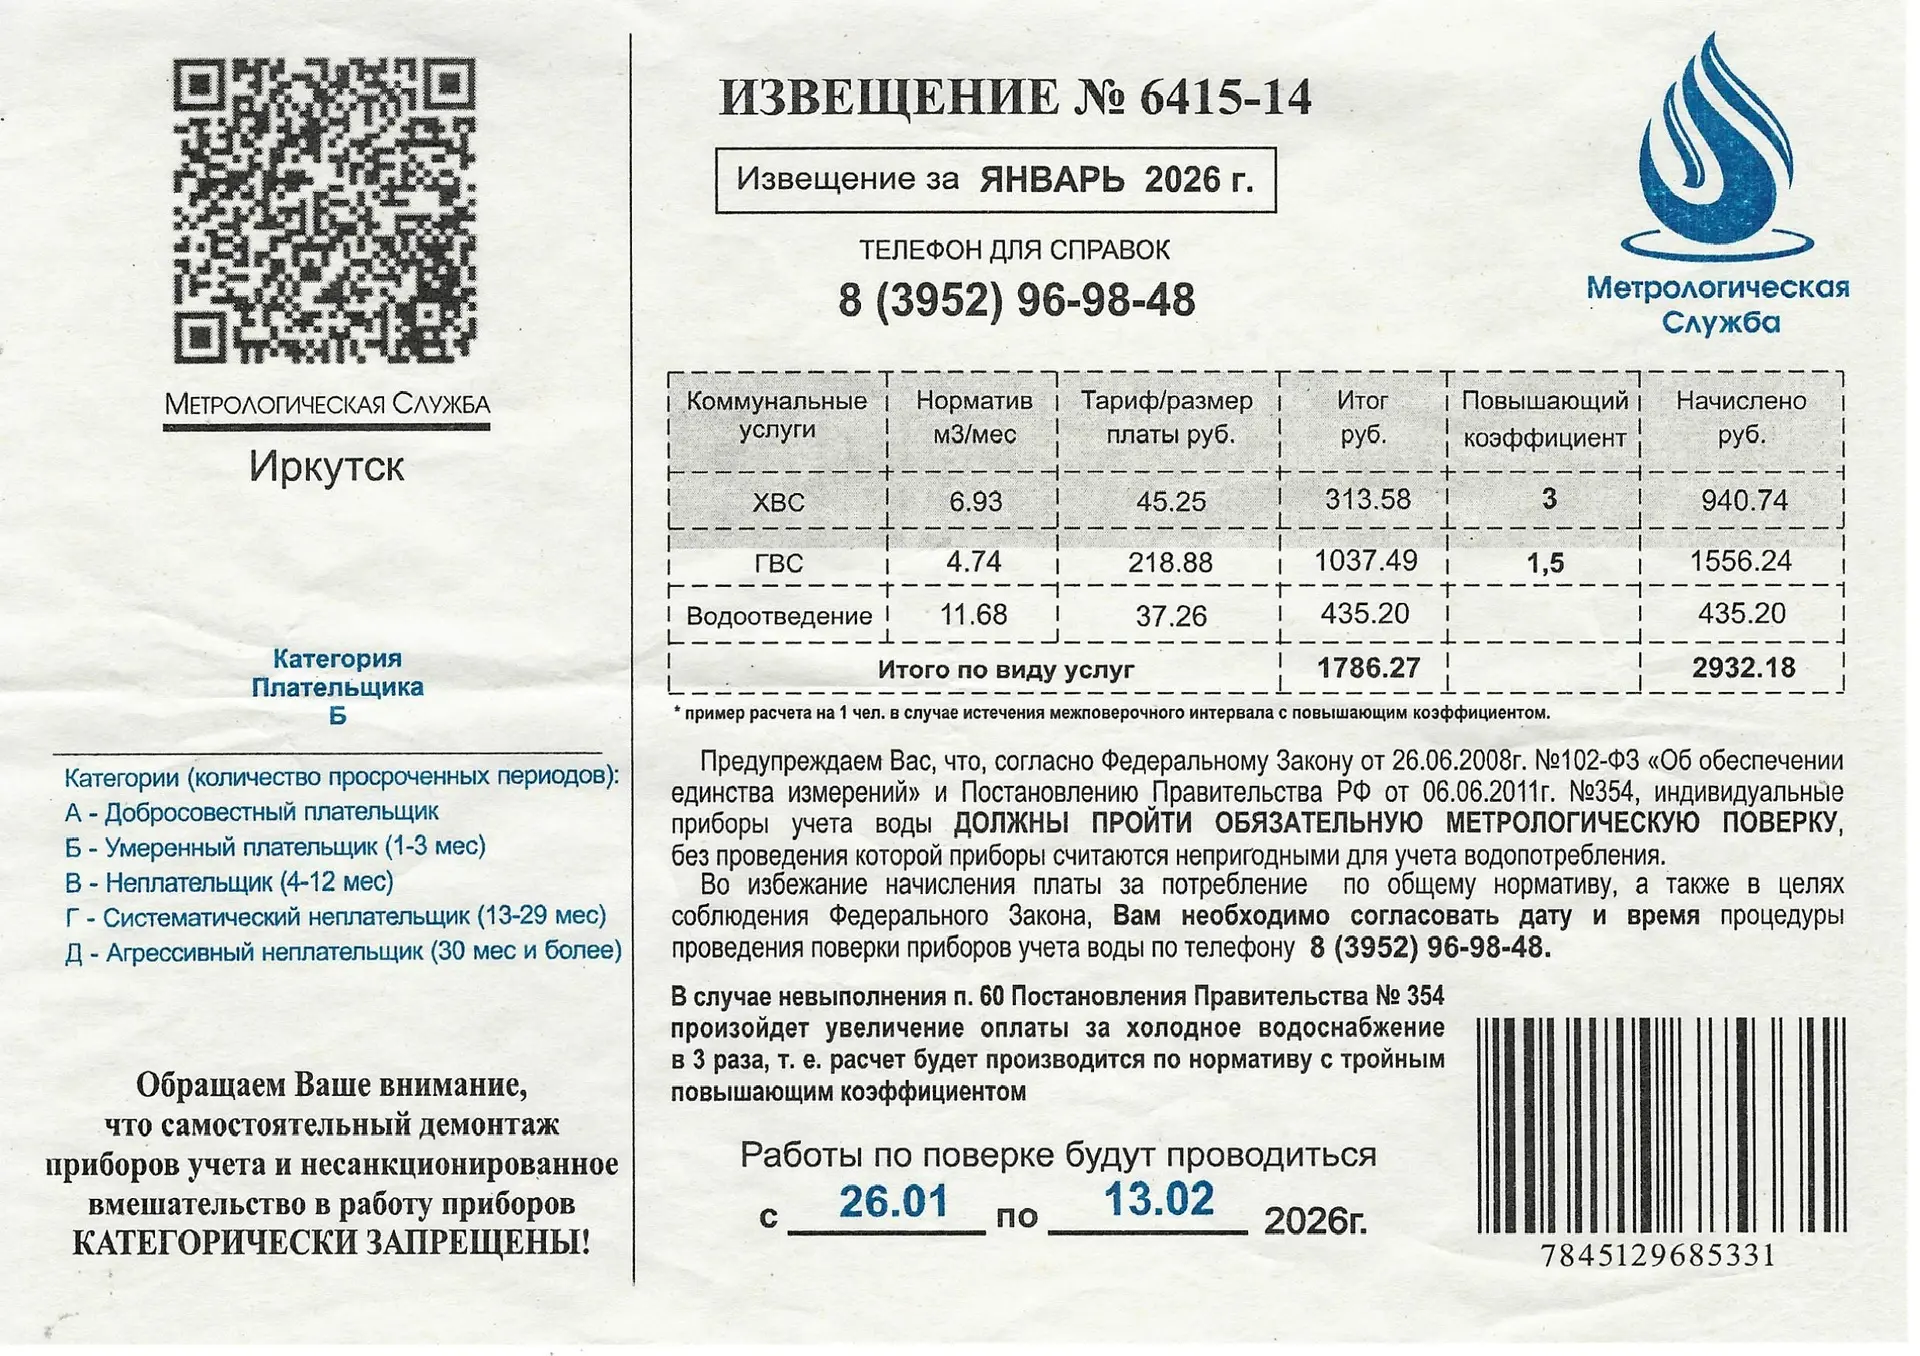 МЕТРОЛОГИЧЕСКАЯ СЛУЖБА
Иркутск
Категория
Плательщика
Б
Категории (количество просроченных периодов):
А - Добросовестный плательщик
Б - Умеренный плательщик (1-3 мес)
В - Неплательщик (4-12 мес)
Г - Систематический неплательщик (13-29 мес)
Д - Агрессивный неплательщик (30 мес и более)
Обращаем Ваше внимание,
что самостоятельный демонтаж
приборов учета и несанкционированное
вмешательство в работу приборов
КАТЕГОРИЧЕСКИ ЗАПРЕЩЕНЫ!
ИЗВЕЩЕНИЕ № 6415-14
Извещение за ЯНВАРЬ 2026 г.
ТЕЛЕФОН ДЛЯ СПРАВОК
8 (3952) 96-98-48
Метрологическая
Служба
Коммунальные услуги Норматив м3/мес Тариф/размер платы руб. Итог руб. Повышающий коэффициент Начислено руб.
ХВС 6.93 45.25 313.58 3 940.74
ГВС 4.74 218.88 1037.49 1,5 1556.24
Водоотведение 11.68 37.26 435.20 435.20
Итого по виду услуг 1786.27 2932.18
* пример расчета на 1 чел. в случае истечения межповерочного интервала с повышающим коэффициентом.
Предупреждаем Вас, что, согласно Федеральному Закону от 26.06.2008г. №102-ФЗ «Об обеспечении
единства измерений» и Постановлению Правительства РФ от 06.06.2011г. №354, индивидуальные
приборы учета воды ДОЛЖНЫ ПРОЙТИ ОБЯЗАТЕЛЬНУЮ МЕТРОЛОГИЧЕСКУЮ ПОВЕРКУ,
без проведения которой приборы считаются непригодными для учета водопотребления.
Во избежание начисления платы за потребление по общему нормативу, а также в целях
соблюдения Федерального Закона, Вам необходимо согласовать дату и время процедуры
проведения поверки приборов учета воды по телефону 8 (3952) 96-98-48.
В случае невыполнения п. 60 Постановления Правительства № 354
произойдет увеличение оплаты за холодное водоснабжение
в 3 раза, т. е. расчет будет производится по нормативу с тройным
повышающим коэффициентом
Работы по поверке будут проводиться
с 26.01 по 13.02 2026г.
7845129685331